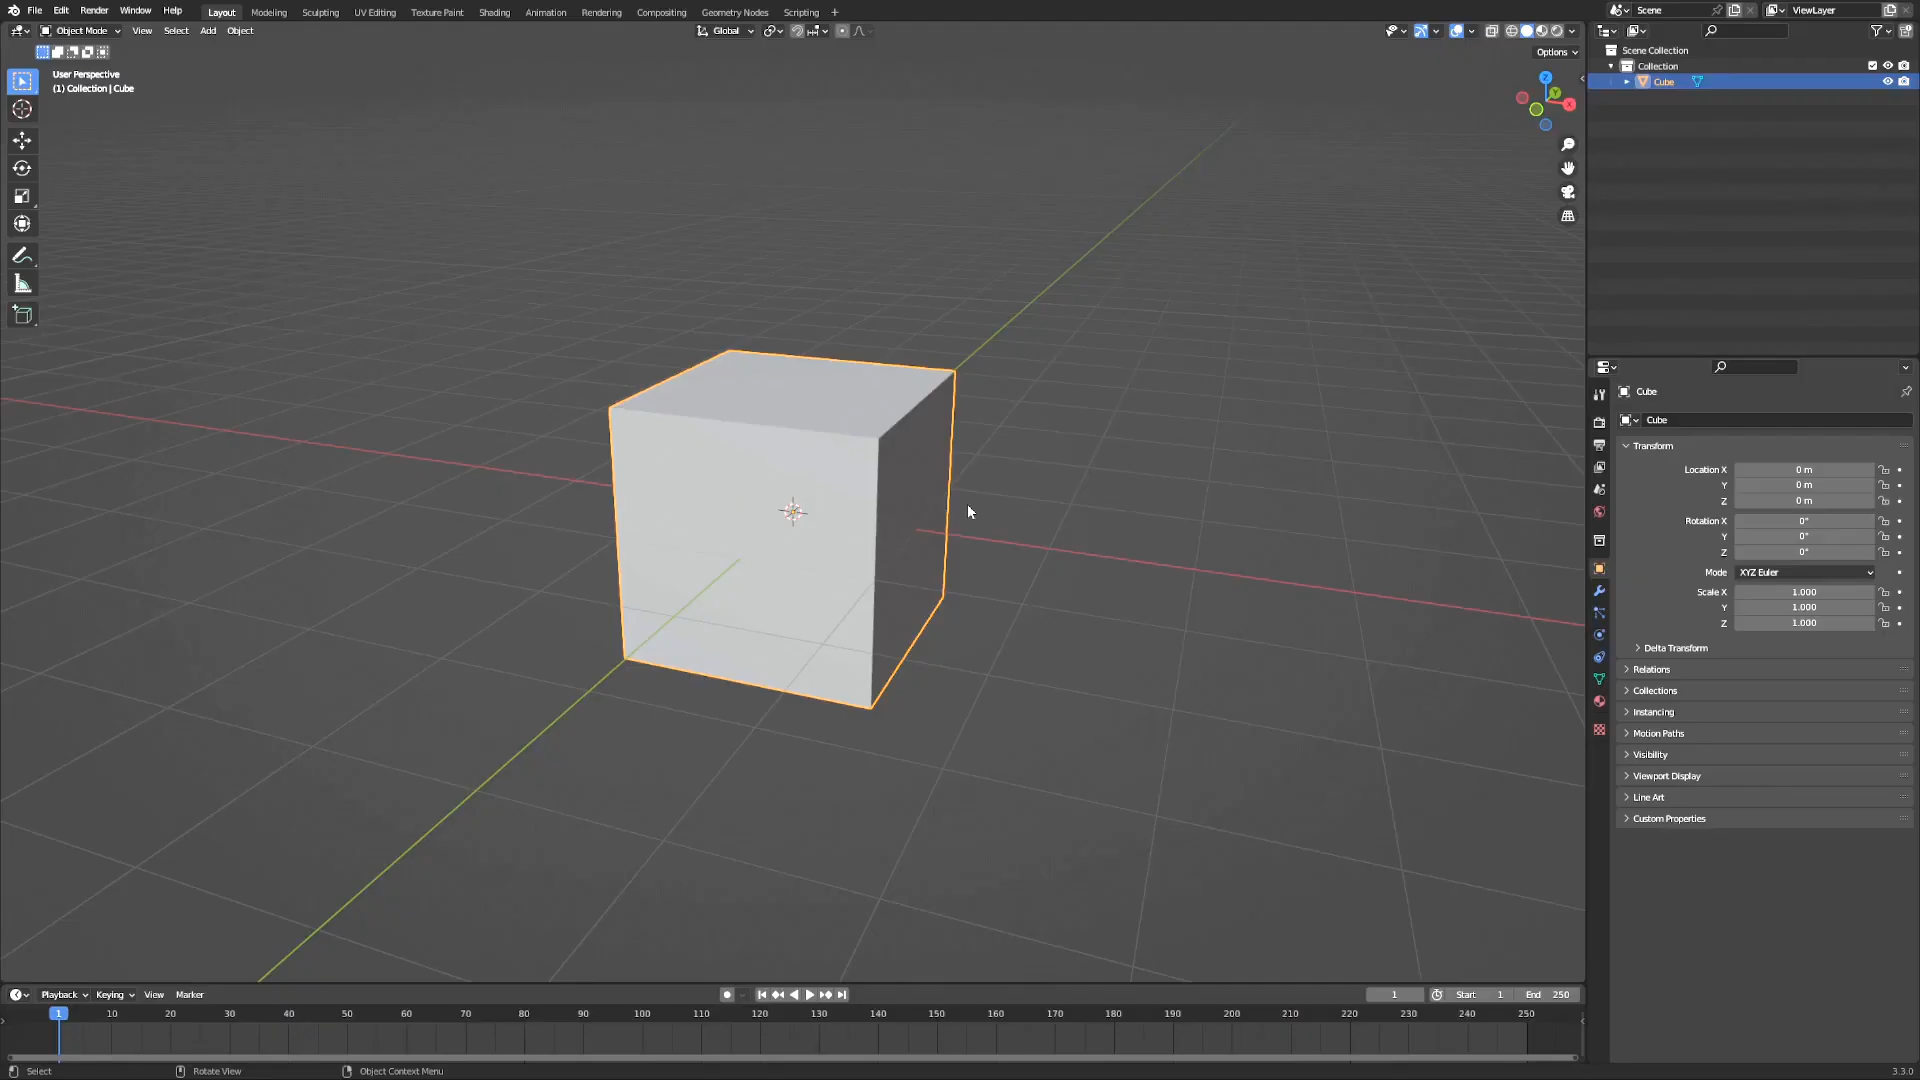 File Edit Render Window Help Layout Modeling Sculpting UV Editing Texture Paint Shading Animation Rendering Compositing Geometry Nodes Scripting + Scene ViewLayer
Object Mode View Select Add Object Global
Options
User Perspective
(1) Collection | Cube
Z
Y
X
Scene Collection
Collection
Cube
Cube
Cube
Transform
Location X 0 m
Y 0 m
Z 0 m
Rotation X 0°
Y 0°
Z 0°
Mode XYZ Euler
Scale X 1.000
Y 1.000
Z 1.000
Delta Transform
Relations
Collections
Instancing
Motion Paths
Visibility
Viewport Display
Line Art
Custom Properties
Playback Keying View Marker 1 Start 1 End 250
1 10 20 30 40 50 60 70 80 90 100 110 120 130 140 150 160 170 180 190 200 210 220 230 240 250
Select Rotate View Object Context Menu 3.3.0